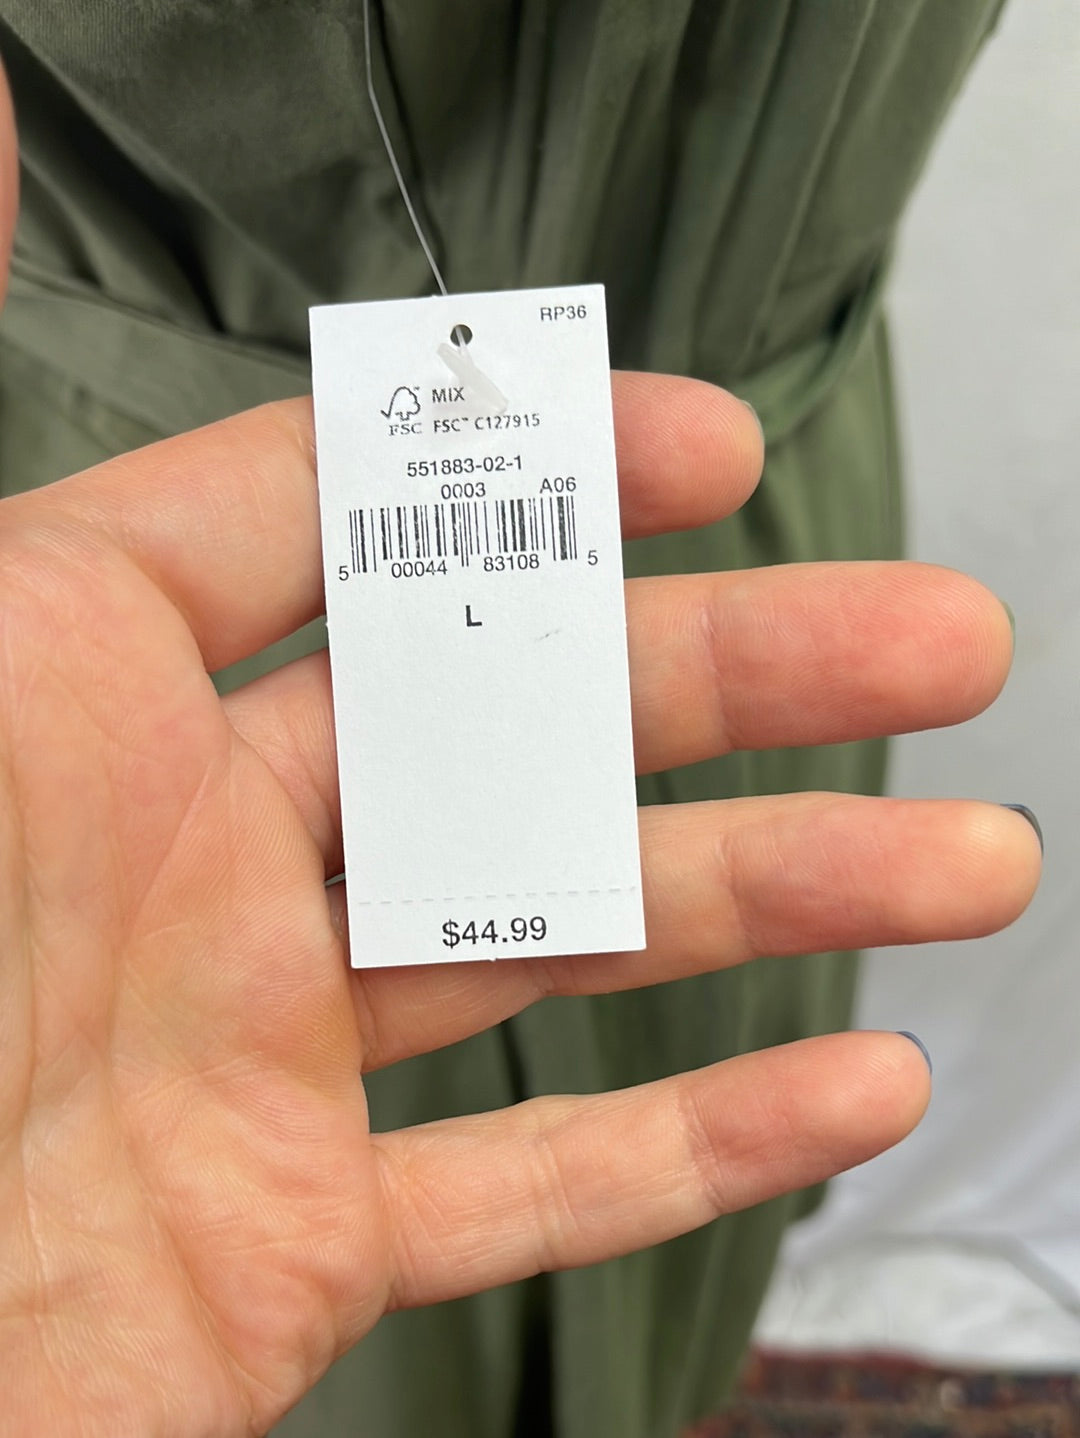 RP36
MIX
FSC FSC™ C127915
551883-02-1
0003 A06
5 00044 83108 5
L
$44.99